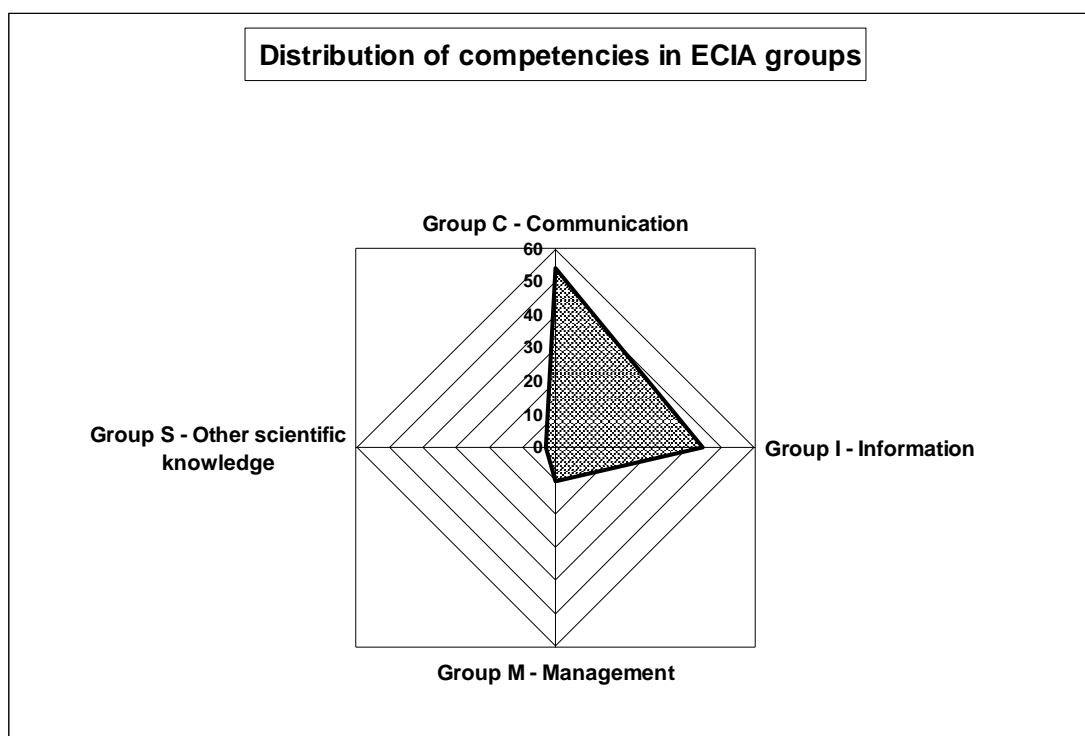 Distribution of competencies in ECIA groups
Group C - Communication
60
50
40
30
20
10
0
Group S - Other scientific
knowledge
Group I - Information
Group M - Management